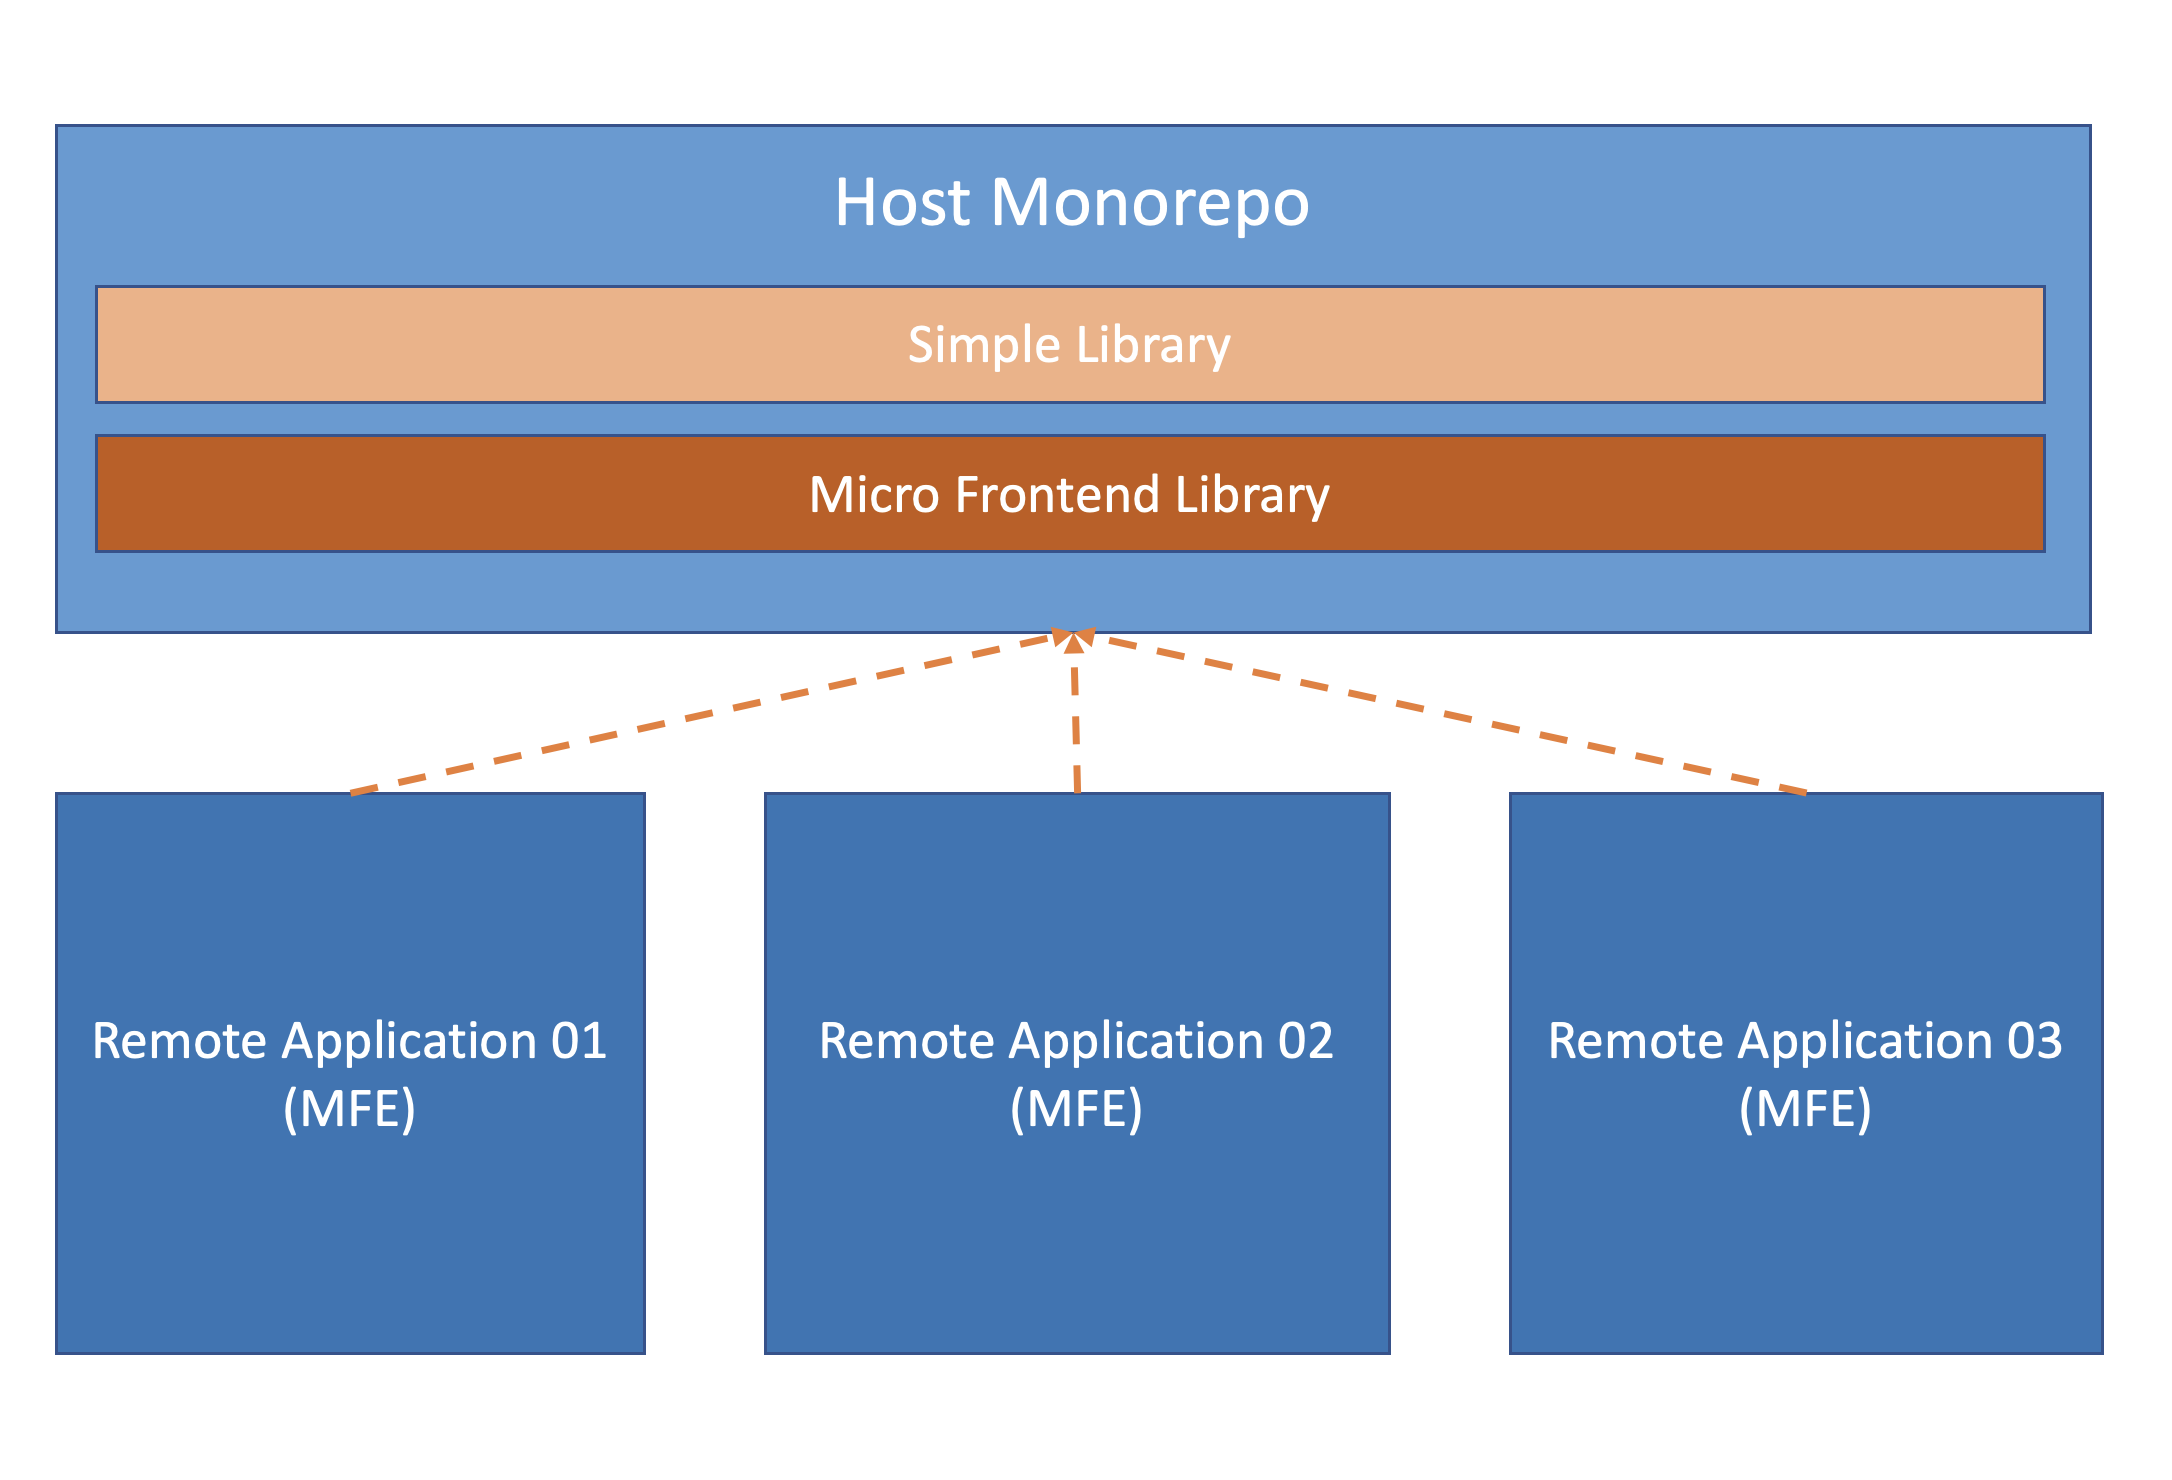 Host Monorepo
Simple Library
Micro Frontend Library
Remote Application 01
(MFE)
Remote Application 02
(MFE)
Remote Application 03
(MFE)